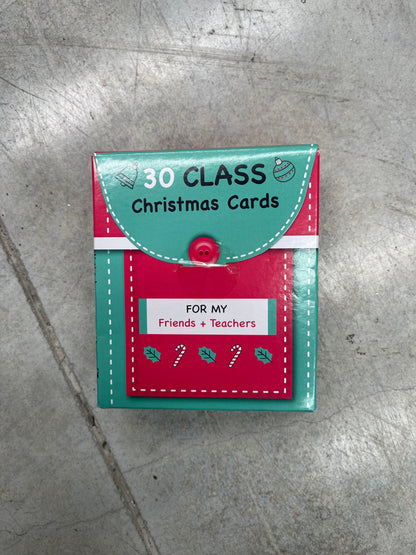 30 CLASS
Christmas Cards
FOR MY
Friends + Teachers